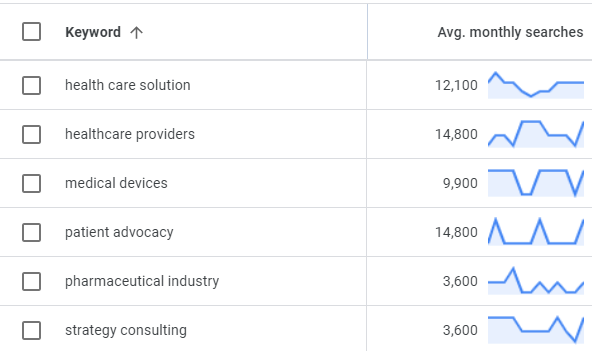 Keyword Avg. monthly searches
health care solution 12,100
healthcare providers 14,800
medical devices 9,900
patient advocacy 14,800
pharmaceutical industry 3,600
strategy consulting 3,600